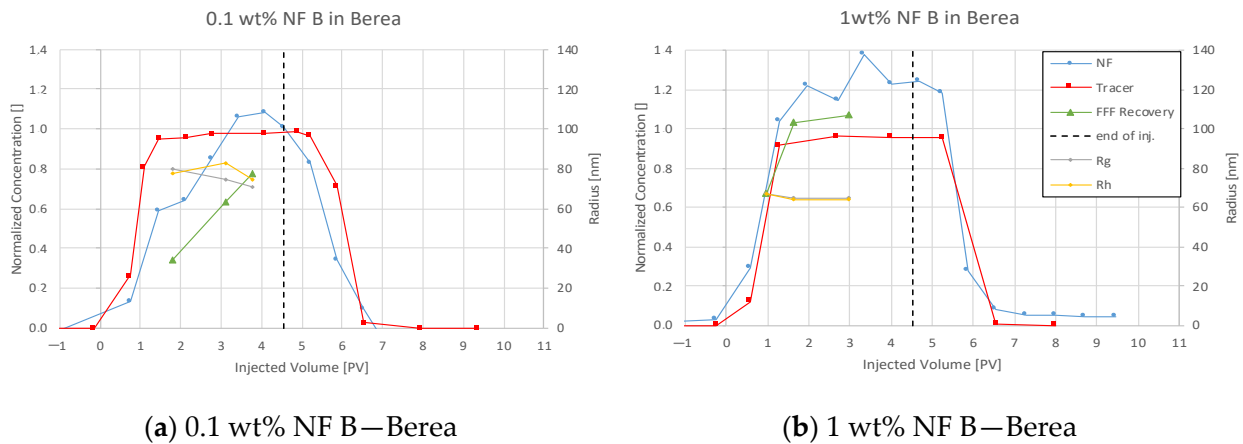 0.1 wt% NF B in Berea
1.4 140
1.2 120
1.0 100
0.8 80
0.6 60
0.4 40
0.2 20
0.0 0
Normalized Concentration []
Radius [nm]
—1 0 1 2 3 4 5 6 7 8 9 10 11
Injected Volume [PV]
(a) 0.1 wt% NF B—Berea
1wt% NF B in Berea
1.4 140
1.2 120
1.0 100
0.8 80
0.6 60
0.4 40
0.2 20
0.0 0
Normalized Concentration []
Radius [nm]
NF
Tracer
FFF Recovery
end of inj.
Rg
Rh
—1 0 1 2 3 4 5 6 7 8 9 10 11
Injected Volume [PV]
(b) 1 wt% NF B—Berea